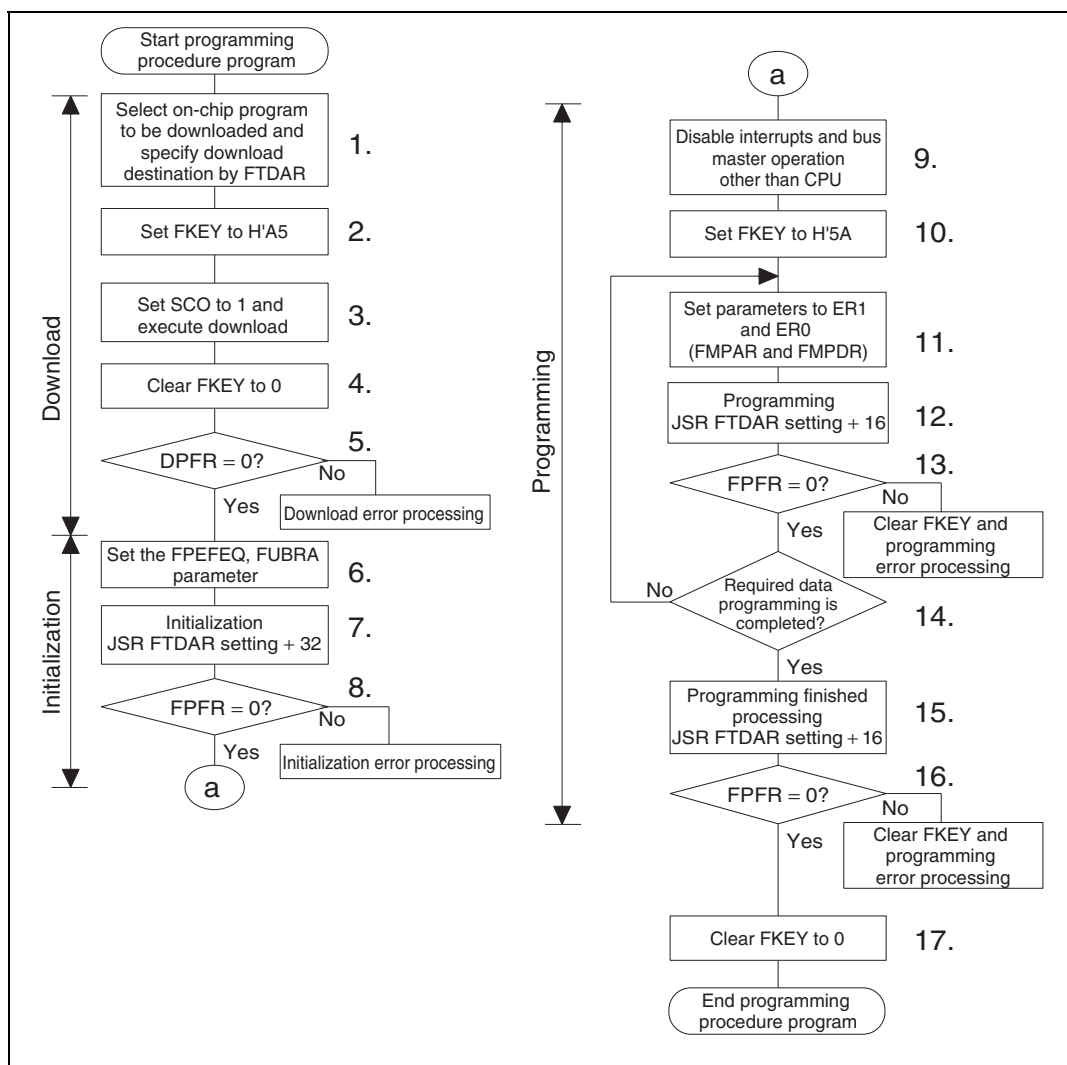 Start programming
procedure program
Download
Select on-chip program
to be downloaded and
specify download
destination by FTDAR
1.
Set FKEY to H'A5
2.
Set SCO to 1 and
execute download
3.
Clear FKEY to 0
4.
5.
DPFR = 0?
No
Yes
Download error processing
Initialization
Set the FPEFEQ, FUBRA
parameter
6.
Initialization
JSR FTDAR setting + 32
7.
8.
FPFR = 0?
No
Yes
Initialization error processing
a
a
Programming
Disable interrupts and bus
master operation
other than CPU
9.
Set FKEY to H'5A
10.
Set parameters to ER1
and ER0
(FMPAR and FMPDR)
11.
Programming
JSR FTDAR setting + 16
12.
13.
FPFR = 0?
No
Yes
Clear FKEY and
programming
error processing
No
Required data
programming is
completed?
14.
Yes
Programming finished
processing
JSR FTDAR setting + 16
15.
16.
FPFR = 0?
No
Yes
Clear FKEY and
programming
error processing
Clear FKEY to 0
17.
End programming
procedure program